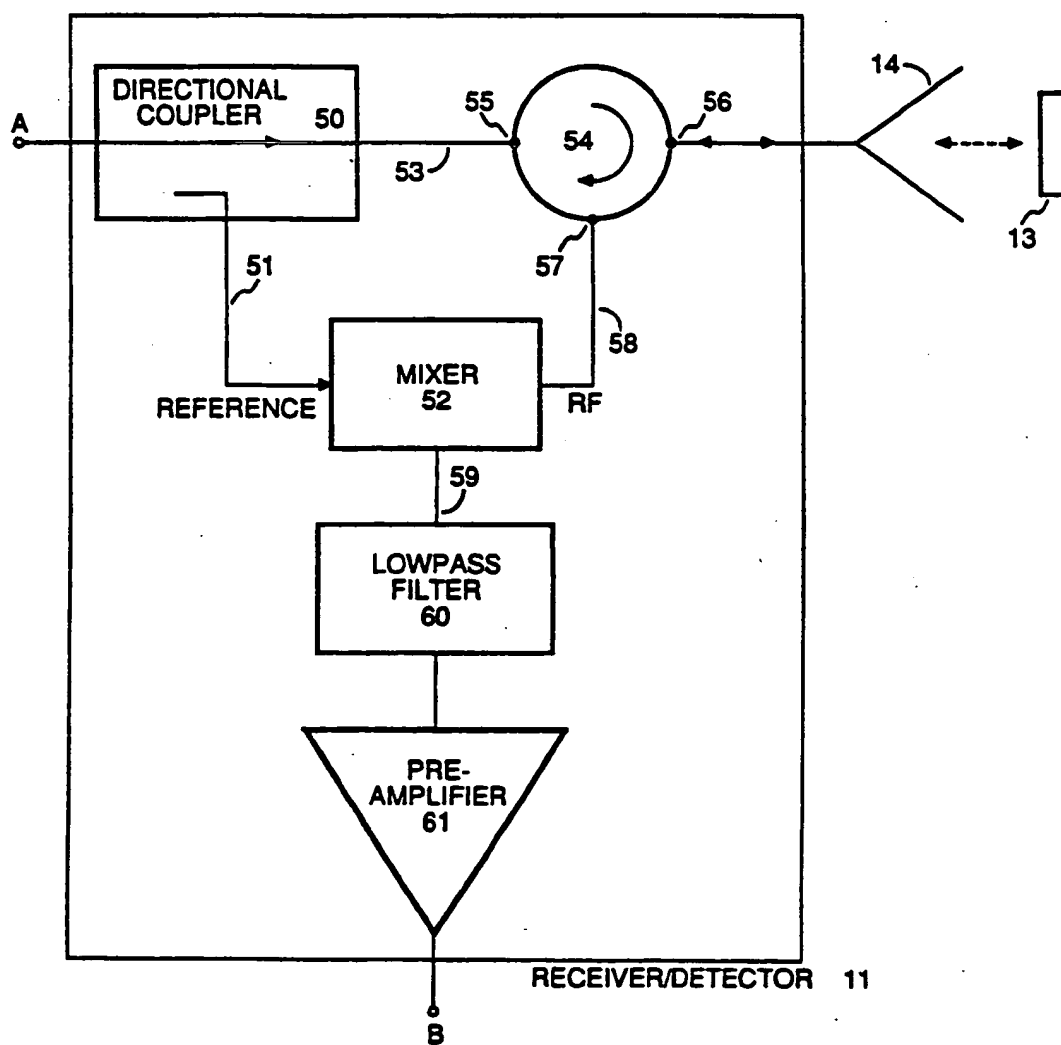 DIRECTIONAL
COUPLER
50
A
53
55
54
56
14
13
57
51
58
REFERENCE
MIXER
52
RF
59
LOWPASS
FILTER
60
PRE-
AMPLIFIER
61
RECEIVER/DETECTOR 11
B